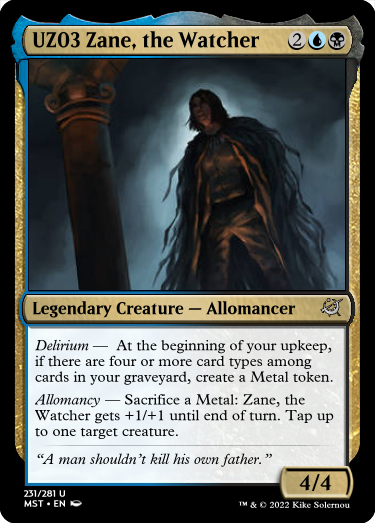 UZ03 Zane, the Watcher 2
Legendary Creature — Allomancer
Delirium — At the beginning of your upkeep,
if there are four or more card types among
cards in your graveyard, create a Metal token.
Allomancy — Sacrifice a Metal: Zane, the
Watcher gets +1/+1 until end of turn. Tap up
to one target creature.
“A man shouldn’t kill his own father.”
4/4
231/281 U
MST • EN
™ & © 2022 Kike Solernou